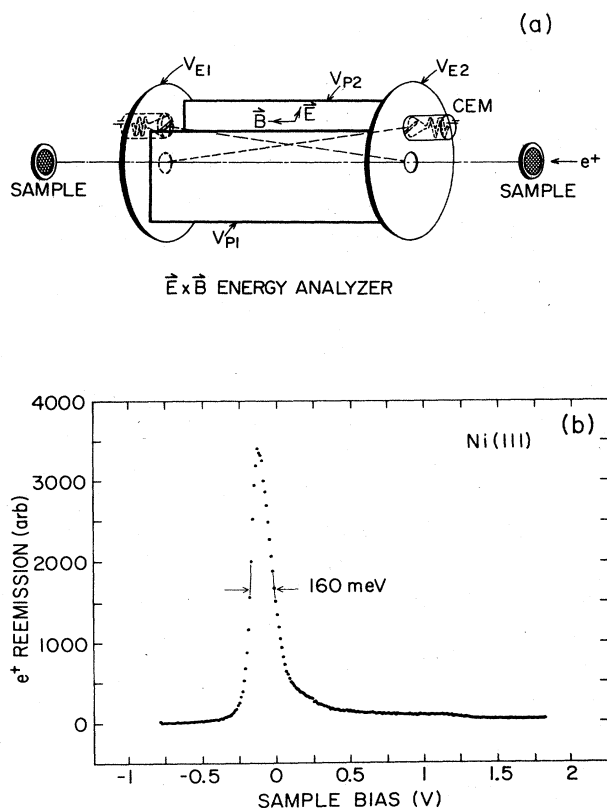 (a)
V_E1
V_P2
V_E2
CEM
B⃗
E⃗
SAMPLE
SAMPLE
e⁺
V_P1
E⃗ x B⃗ ENERGY ANALYZER
(b)
Ni (111)
4000
3000
2000
1000
0
e⁺ REEMISSION (arb)
160 meV
-1 -0.5 0 0.5 1 1.5 2
SAMPLE BIAS (V)